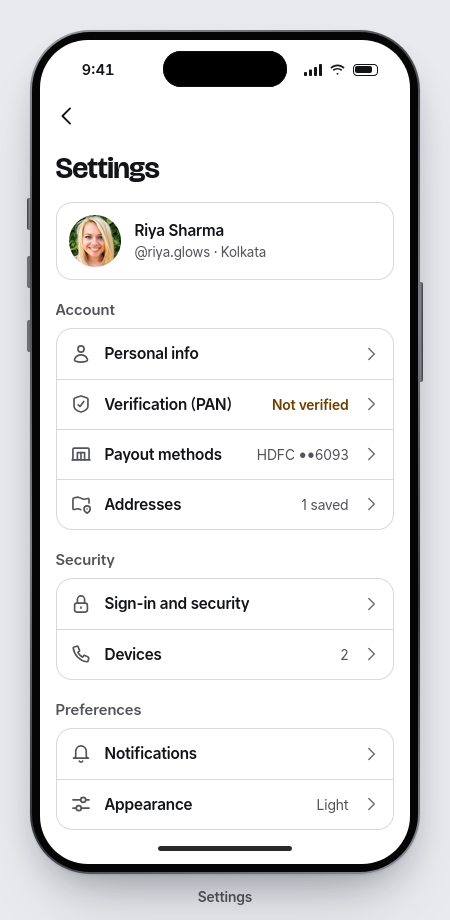 9:41
Settings
Riya Sharma
@riya.glows · Kolkata
Account
Personal info
Verification (PAN) Not verified
Payout methods HDFC ••6093
Addresses 1 saved
Security
Sign-in and security
Devices 2
Preferences
Notifications
Appearance Light
Settings